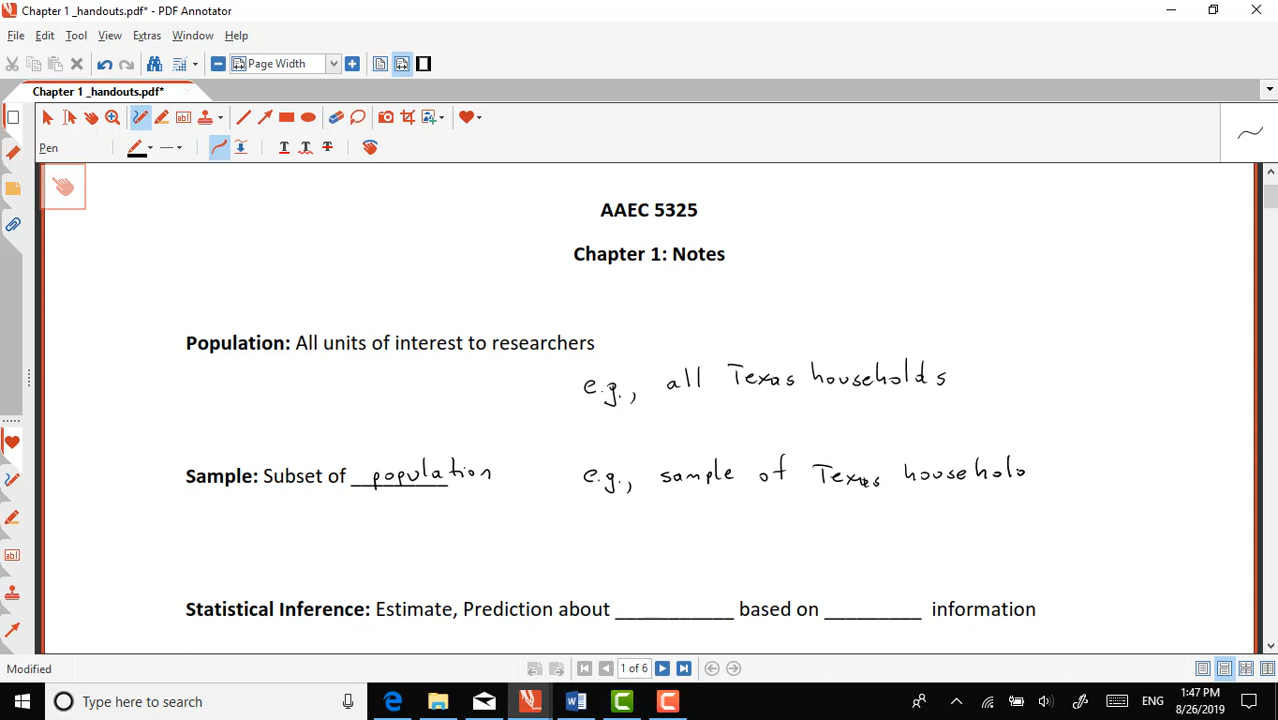 Chapter 1 _handouts.pdf* - PDF Annotator
File Edit Tool View Extras Window Help
Page Width
Chapter 1 _handouts.pdf*
Pen
AAEC 5325
Chapter 1: Notes
Population: All units of interest to researchers
e.g., all Texas households
Sample: Subset of population e.g., sample of Texas householo
Statistical Inference: Estimate, Prediction about ___________ based on _________ information
Modified 1 of 6
Type here to search ENG 1:47 PM
8/26/2019